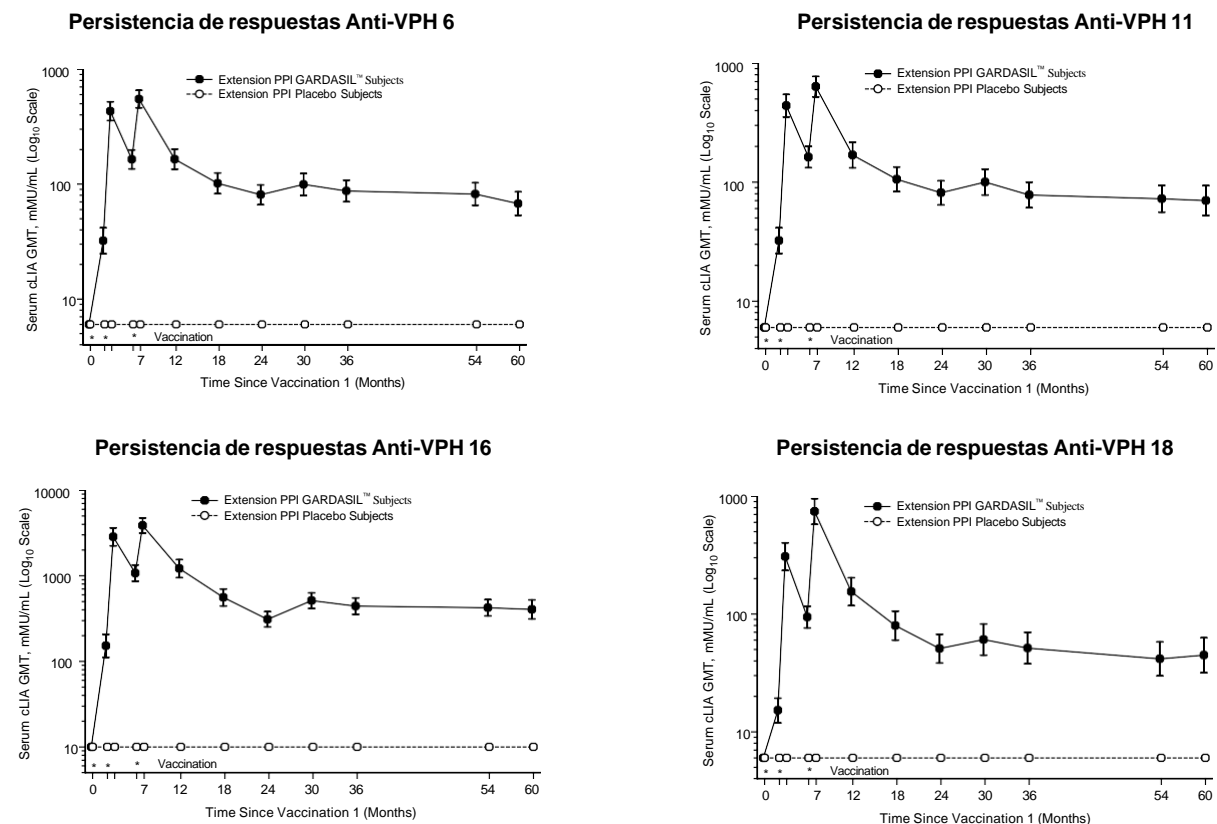 Persistencia de respuestas Anti-VPH 6
1000
100
10
Serum cLIA GMT, mMU/mL (Log10 Scale)
Extension PPI GARDASIL™ Subjects
Extension PPI Placebo Subjects
* * * Vaccination
0 7 12 18 24 30 36 54 60
Time Since Vaccination 1 (Months)
Persistencia de respuestas Anti-VPH 11
1000
100
10
Serum cLIA GMT, mMU/mL (Log10 Scale)
Extension PPI GARDASIL™ Subjects
Extension PPI Placebo Subjects
* * * Vaccination
0 7 12 18 24 30 36 54 60
Time Since Vaccination 1 (Months)
Persistencia de respuestas Anti-VPH 16
10000
1000
100
10
Serum cLIA GMT, mMU/mL (Log10 Scale)
Extension PPI GARDASIL™ Subjects
Extension PPI Placebo Subjects
* * * Vaccination
0 7 12 18 24 30 36 54 60
Time Since Vaccination 1 (Months)
Persistencia de respuestas Anti-VPH 18
1000
100
10
Serum cLIA GMT, mMU/mL (Log10 Scale)
Extension PPI GARDASIL™ Subjects
Extension PPI Placebo Subjects
* * * Vaccination
0 7 12 18 24 30 36 54 60
Time Since Vaccination 1 (Months)